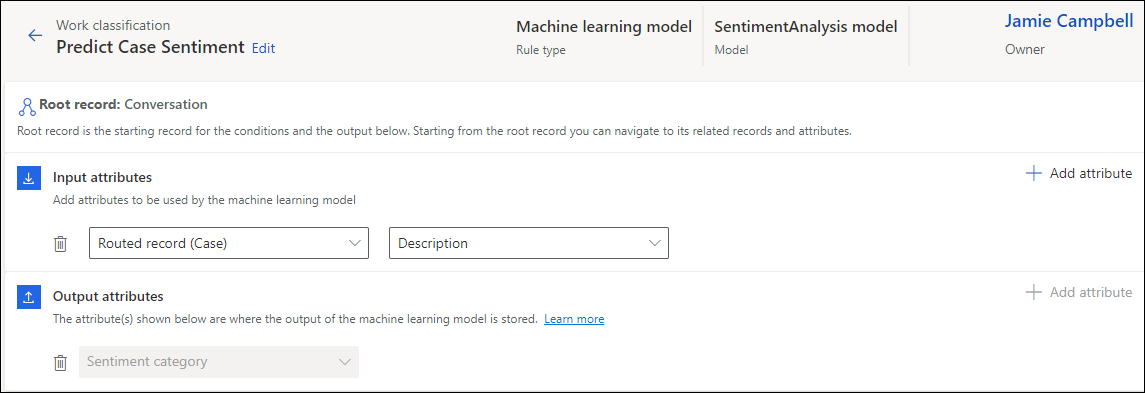 Work classification
Predict Case Sentiment Edit
Machine learning model
Rule type
SentimentAnalysis model
Model
Jamie Campbell
Owner
Root record: Conversation
Root record is the starting record for the conditions and the output below. Starting from the root record you can navigate to its related records and attributes.
Input attributes
Add attribute
Add attributes to be used by the machine learning model
Routed record (Case)
Description
Output attributes
Add attribute
The attribute(s) shown below are where the output of the machine learning model is stored. Learn more
Sentiment category